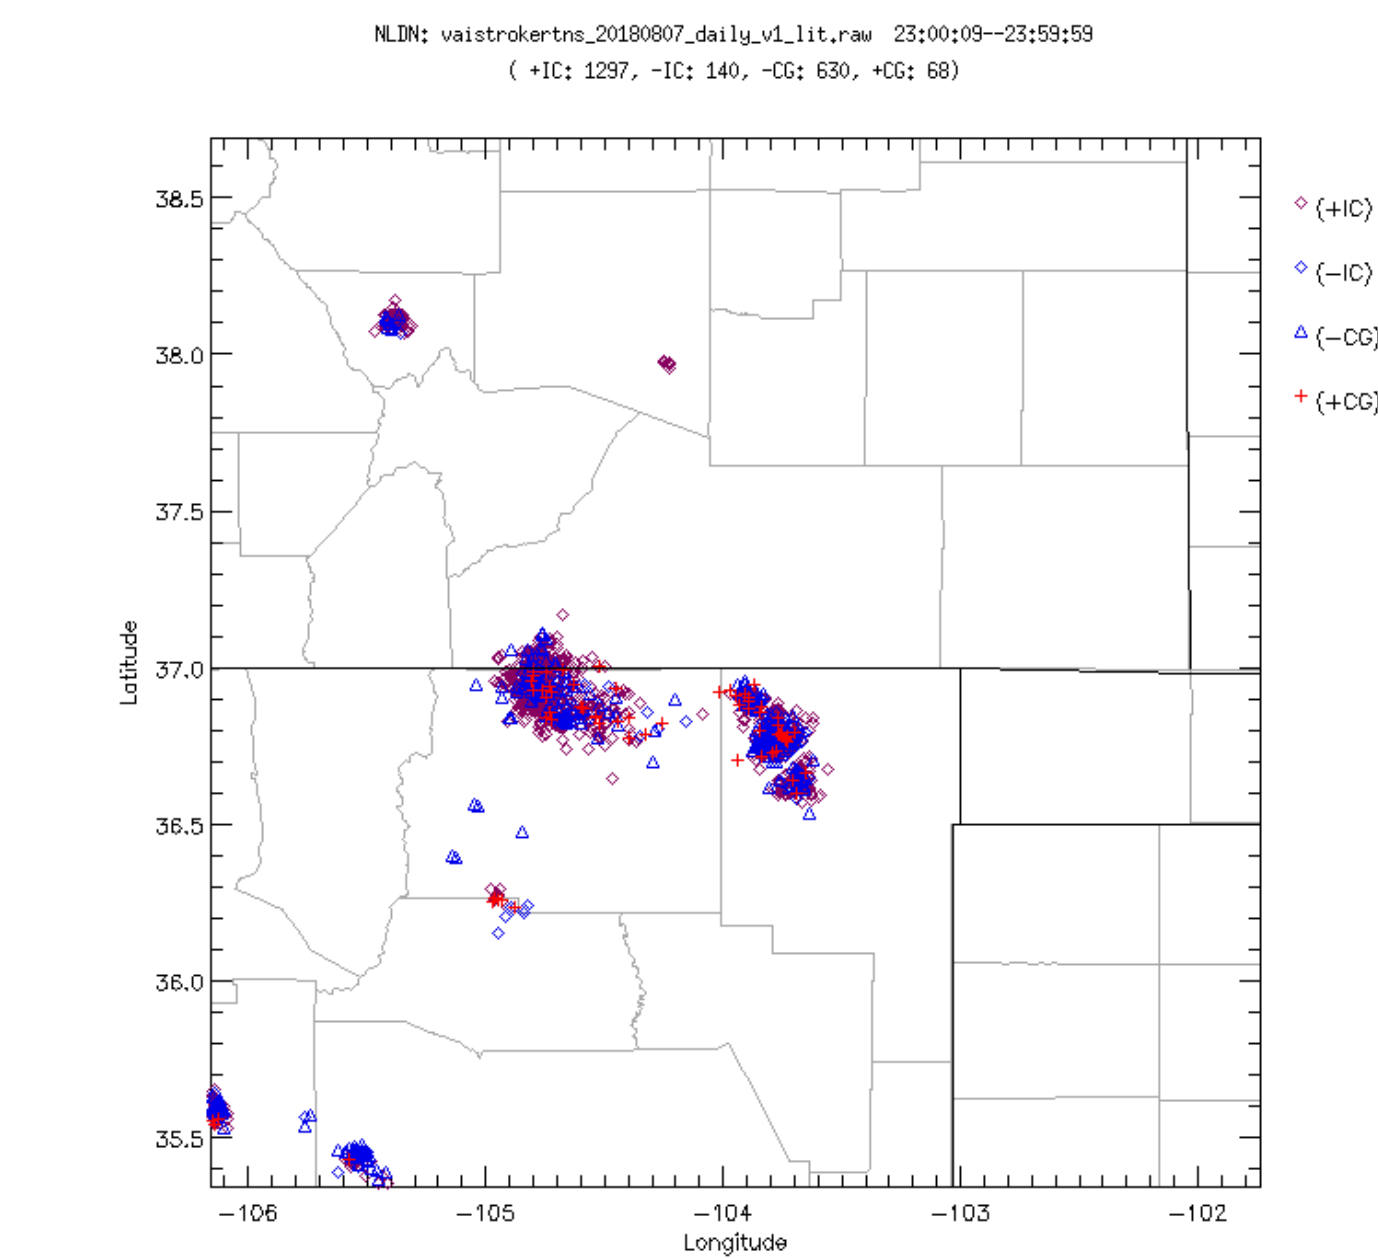 NLDN: vaistrokertns_20180807_daily_v1_lit.raw  23:00:09--23:59:59
( +IC: 1297, -IC: 140, -CG: 630, +CG: 68)
(+IC)
(-IC)
(-CG)
(+CG)
38.5
38.0
37.5
37.0
36.5
36.0
35.5
Latitude
-106 -105 -104 -103 -102
Longitude